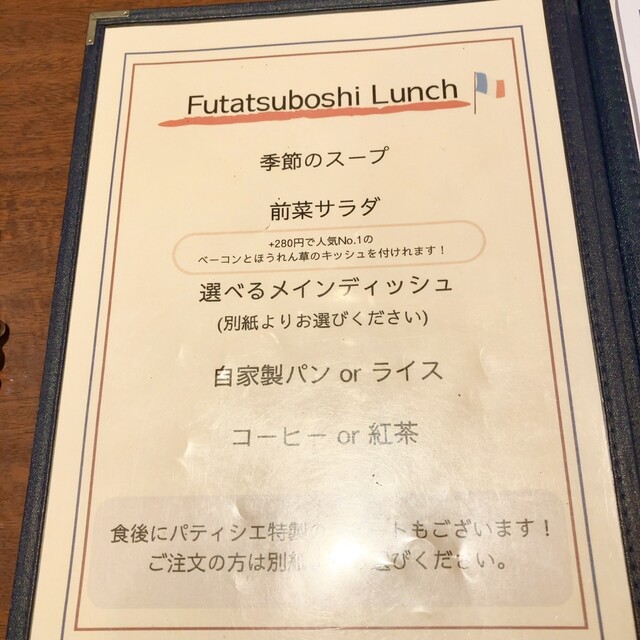 Futatsuboshi Lunch
季節のスープ
前菜サラダ
+280円で人気No.1の
ベーコンとほうれん草のキッシュを付けれます！
選べるメインディッシュ
(別紙よりお選びください)
自家製パン or ライス
コーヒー or 紅茶
食後にパティシエ特製の ートもございます！
ご注文の方は別紙 びください。